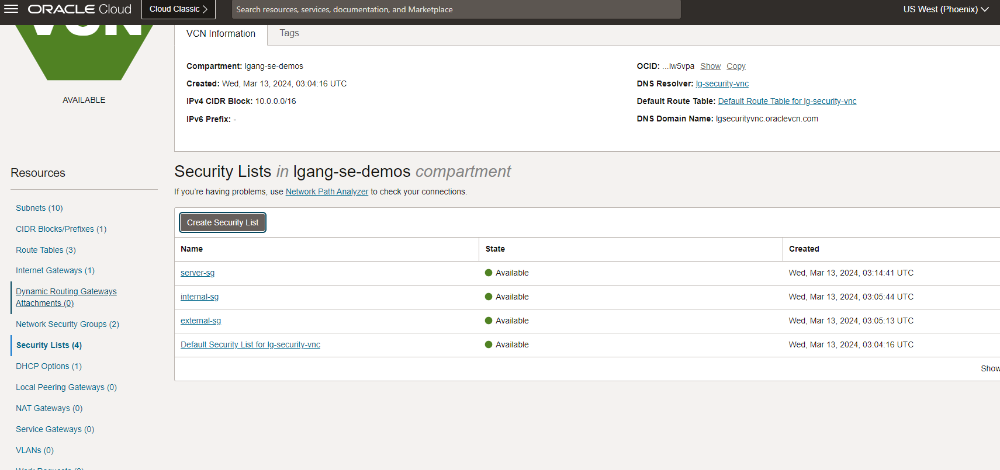 ORACLE Cloud
Cloud Classic
Search resources, services, documentation, and Marketplace
US West (Phoenix)
VCN
AVAILABLE
VCN Information
Tags
Compartment: lgang-se-demos
Created: Wed, Mar 13, 2024, 03:04:16 UTC
IPv4 CIDR Block: 10.0.0.0/16
IPv6 Prefix: -
OCID: ...iw5vpa Show Copy
DNS Resolver: lg-security-vnc
Default Route Table: Default Route Table for lg-security-vnc
DNS Domain Name: lgsecurityvnc.oraclevcn.com
Resources
Subnets (10)
CIDR Blocks/Prefixes (1)
Route Tables (3)
Internet Gateways (1)
Dynamic Routing Gateways
Attachments (0)
Network Security Groups (2)
Security Lists (4)
DHCP Options (1)
Local Peering Gateways (0)
NAT Gateways (0)
Service Gateways (0)
VLANs (0)
Work Requests (0)
Security Lists in lgang-se-demos compartment
If you're having problems, use Network Path Analyzer to check your connections.
Create Security List
Name State Created
server-sg Available Wed, Mar 13, 2024, 03:14:41 UTC
internal-sg Available Wed, Mar 13, 2024, 03:05:44 UTC
external-sg Available Wed, Mar 13, 2024, 03:05:13 UTC
Default Security List for lg-security-vnc Available Wed, Mar 13, 2024, 03:04:16 UTC
Show